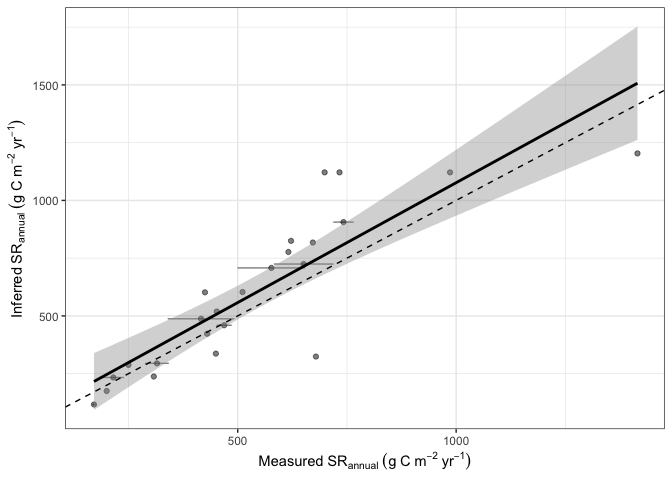 1500
1000
500
Inferred SRannual (g C m−2 yr−1)
500 1000
Measured SRannual (g C m−2 yr−1)